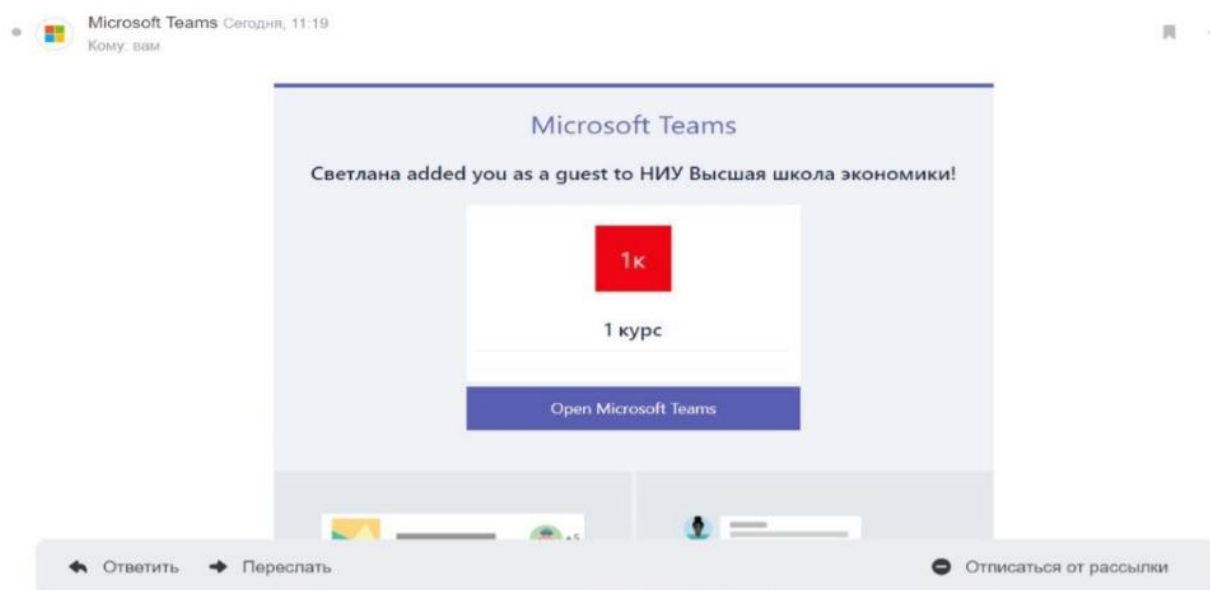 Microsoft Teams Сегодня, 11:19
Кому: вам
Microsoft Teams
Светлана added you as a guest to НИУ Высшая школа экономики!
1к
1 курс
Open Microsoft Teams
+5
Ответить Переслать Отписаться от рассылки